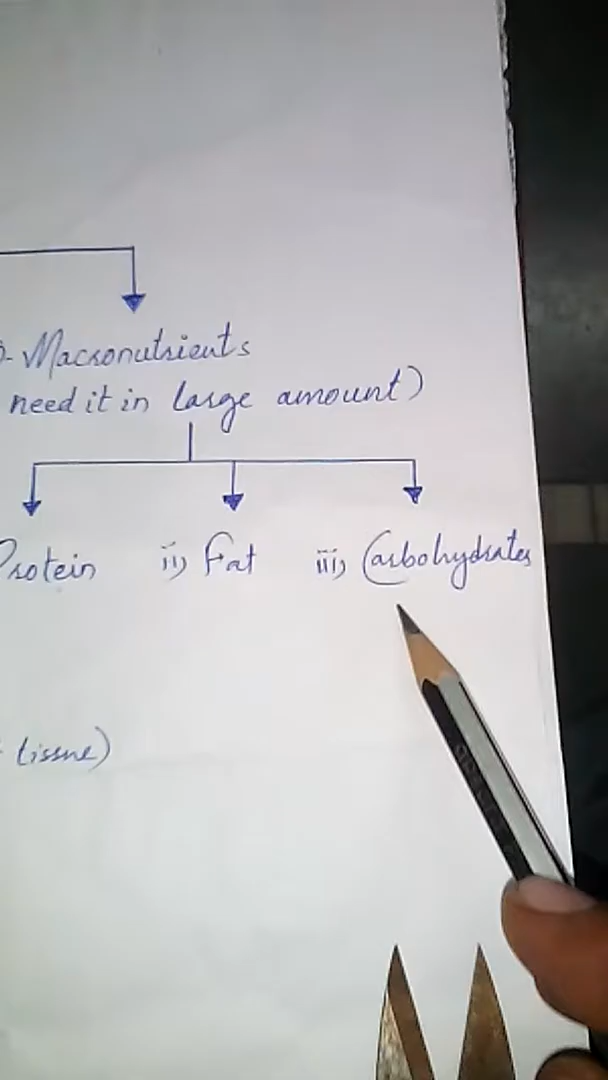 - Macronutrients
need it in large amount)
Protein ii) Fat iii) Carbohydrates
tissue)